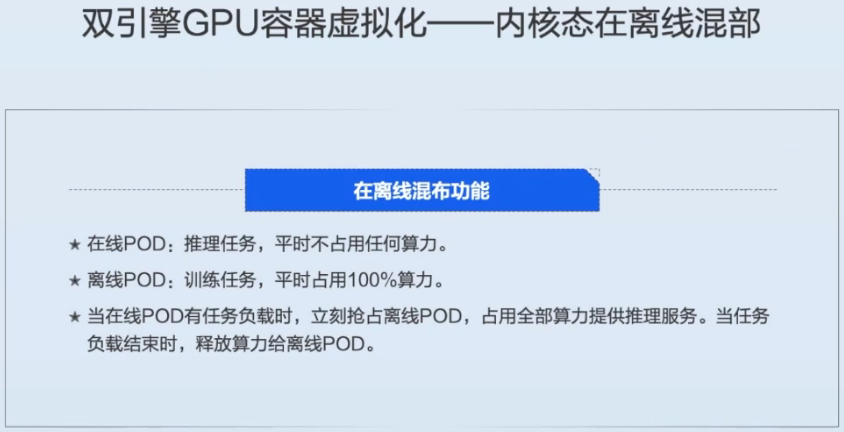 双引擎GPU容器虚拟化——内核态在离线混部
在离线混布功能
★ 在线POD：推理任务，平时不占用任何算力。
★ 离线POD：训练任务，平时占用100%算力。
★ 当在线POD有任务负载时，立刻抢占离线POD，占用全部算力提供推理服务。当任务
负载结束时，释放算力给离线POD。